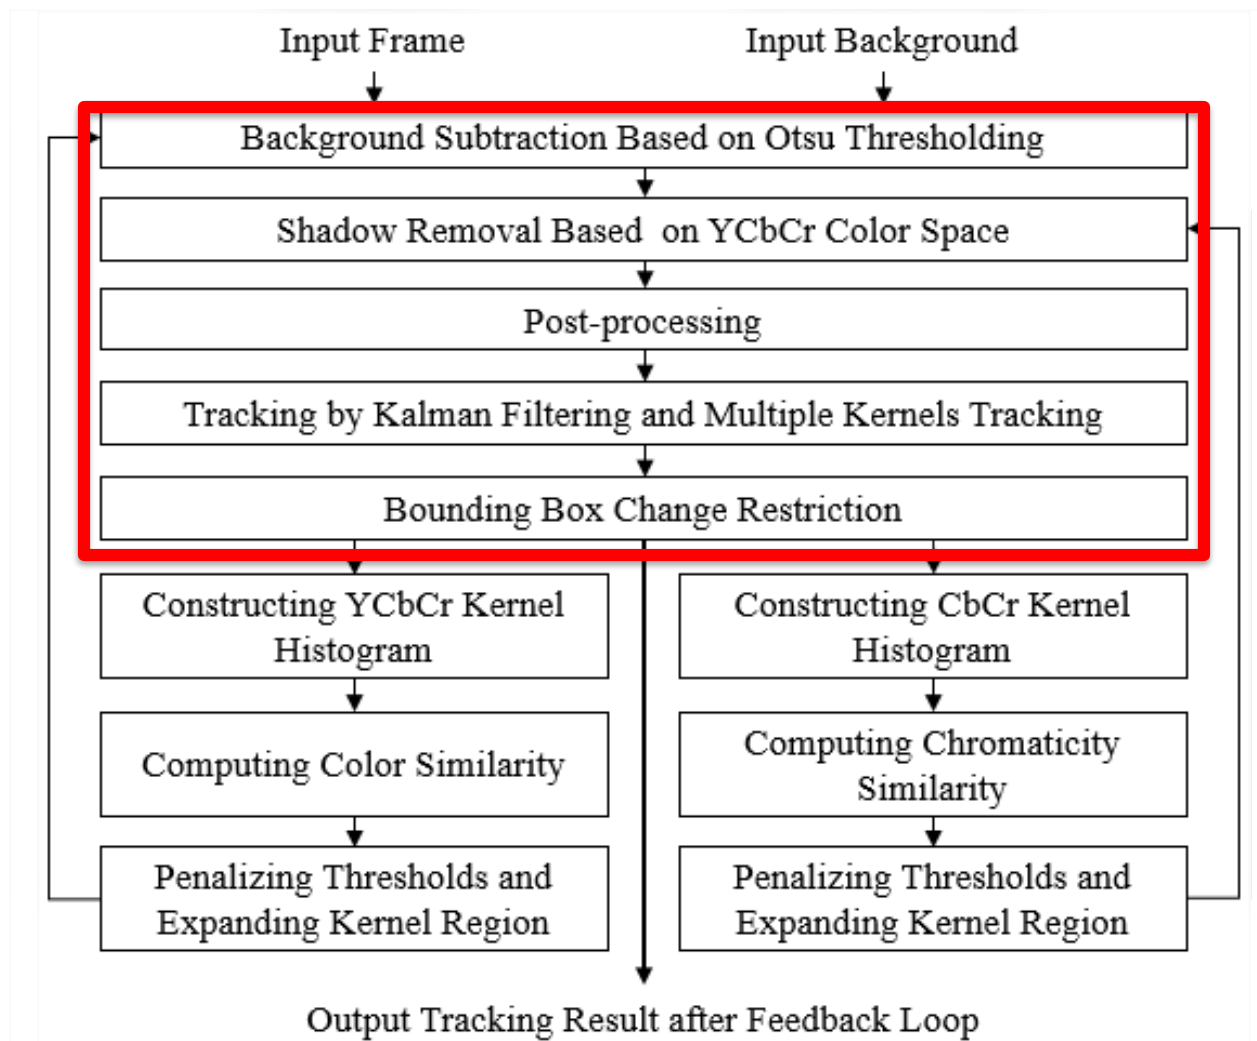 Input Frame
Input Background
Background Subtraction Based on Otsu Thresholding
Shadow Removal Based on YCbCr Color Space
Post-processing
Tracking by Kalman Filtering and Multiple Kernels Tracking
Bounding Box Change Restriction
Constructing YCbCr Kernel
Histogram
Constructing CbCr Kernel
Histogram
Computing Color Similarity
Computing Chromaticity
Similarity
Penalizing Thresholds and
Expanding Kernel Region
Penalizing Thresholds and
Expanding Kernel Region
Output Tracking Result after Feedback Loop